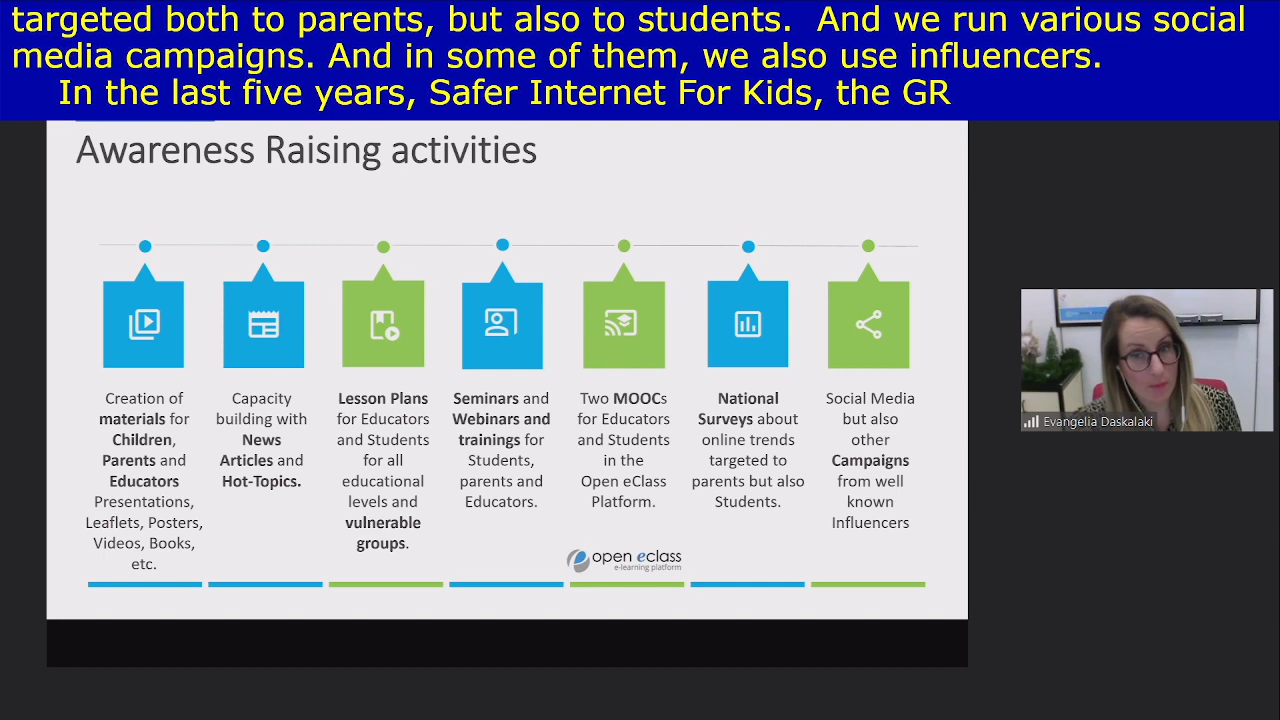 targeted both to parents, but also to students.  And we run various social
media campaigns. And in some of them, we also use influencers.
In the last five years, Safer Internet For Kids, the GR
Awareness Raising activities
Creation of
materials for
Children,
Parents and
Educators
Presentations,
Leaflets, Posters,
Videos, Books,
etc.
Capacity
building with
News
Articles and
Hot-Topics.
Lesson Plans
for Educators
and Students
for all
educational
levels and
vulnerable
groups.
Seminars and
Webinars and
trainings for
Students,
parents and
Educators.
Two MOOCs
for Educators
and Students
in the
Open eClass
Platform.
open eclass
e-learning platform
National
Surveys about
online trends
targeted to
parents but also
Students.
Social Media
but also
other
Campaigns
from well
known
Influencers
Evangelia Daskalaki